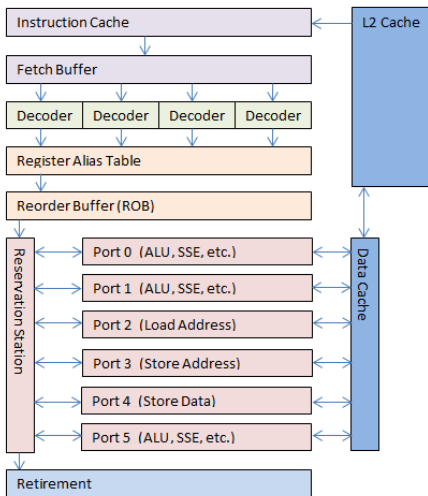 Instruction Cache
L2 Cache
Fetch Buffer
Decoder Decoder Decoder Decoder
Register Alias Table
Reorder Buffer (ROB)
Reservation Station
Port 0 (ALU, SSE, etc.)
Port 1 (ALU, SSE, etc.)
Port 2 (Load Address)
Port 3 (Store Address)
Port 4 (Store Data)
Port 5 (ALU, SSE, etc.)
Data Cache
Retirement